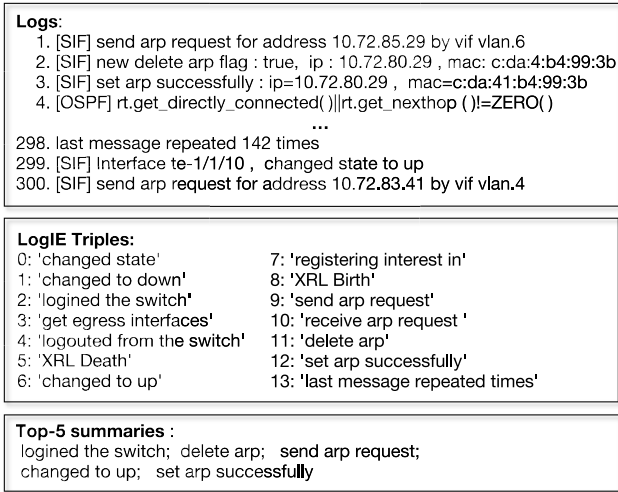 Logs:
1. [SIF] send arp request for address 10.72.85.29 by vif vlan.6
2. [SIF] new delete arp flag : true, ip : 10.72.80.29 , mac: c:da:4:b4:99:3b
3. [SIF] set arp successfully : ip=10.72.80.29 , mac=c:da:41:b4:99:3b
4. [OSPF] rt.get_directly_connected()||rt.get_nexthop ()!=ZERO()
...
298. last message repeated 142 times
299. [SIF] Interface te-1/1/10 , changed state to up
300. [SIF] send arp request for address 10.72.83.41 by vif vlan.4
LogIE Triples:
0: 'changed state'
1: 'changed to down'
2: 'logined the switch'
3: 'get egress interfaces'
4: 'logouted from the switch'
5: 'XRL Death'
6: 'changed to up'
7: 'registering interest in'
8: 'XRL Birth'
9: 'send arp request'
10: 'receive arp request '
11: 'delete arp'
12: 'set arp successfully'
13: 'last message repeated times'
Top-5 summaries :
logined the switch; delete arp; send arp request;
changed to up; set arp successfully